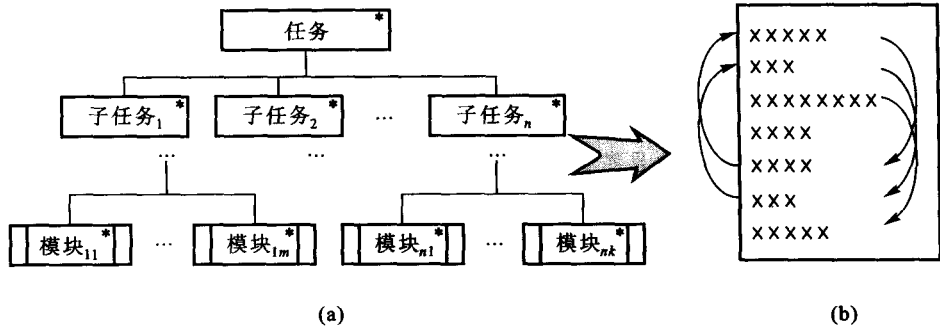 任务 *
子任务₁ * 子任务₂ * … 子任务ₙ *
… … …
模块₁₁ * … 模块₁ₘ * 模块ₙ₁ * … 模块ₙₖ *
(a)
xxxxx
xxx
xxxxxxxx
xxxx
xxxx
xxx
xxxxx
(b)